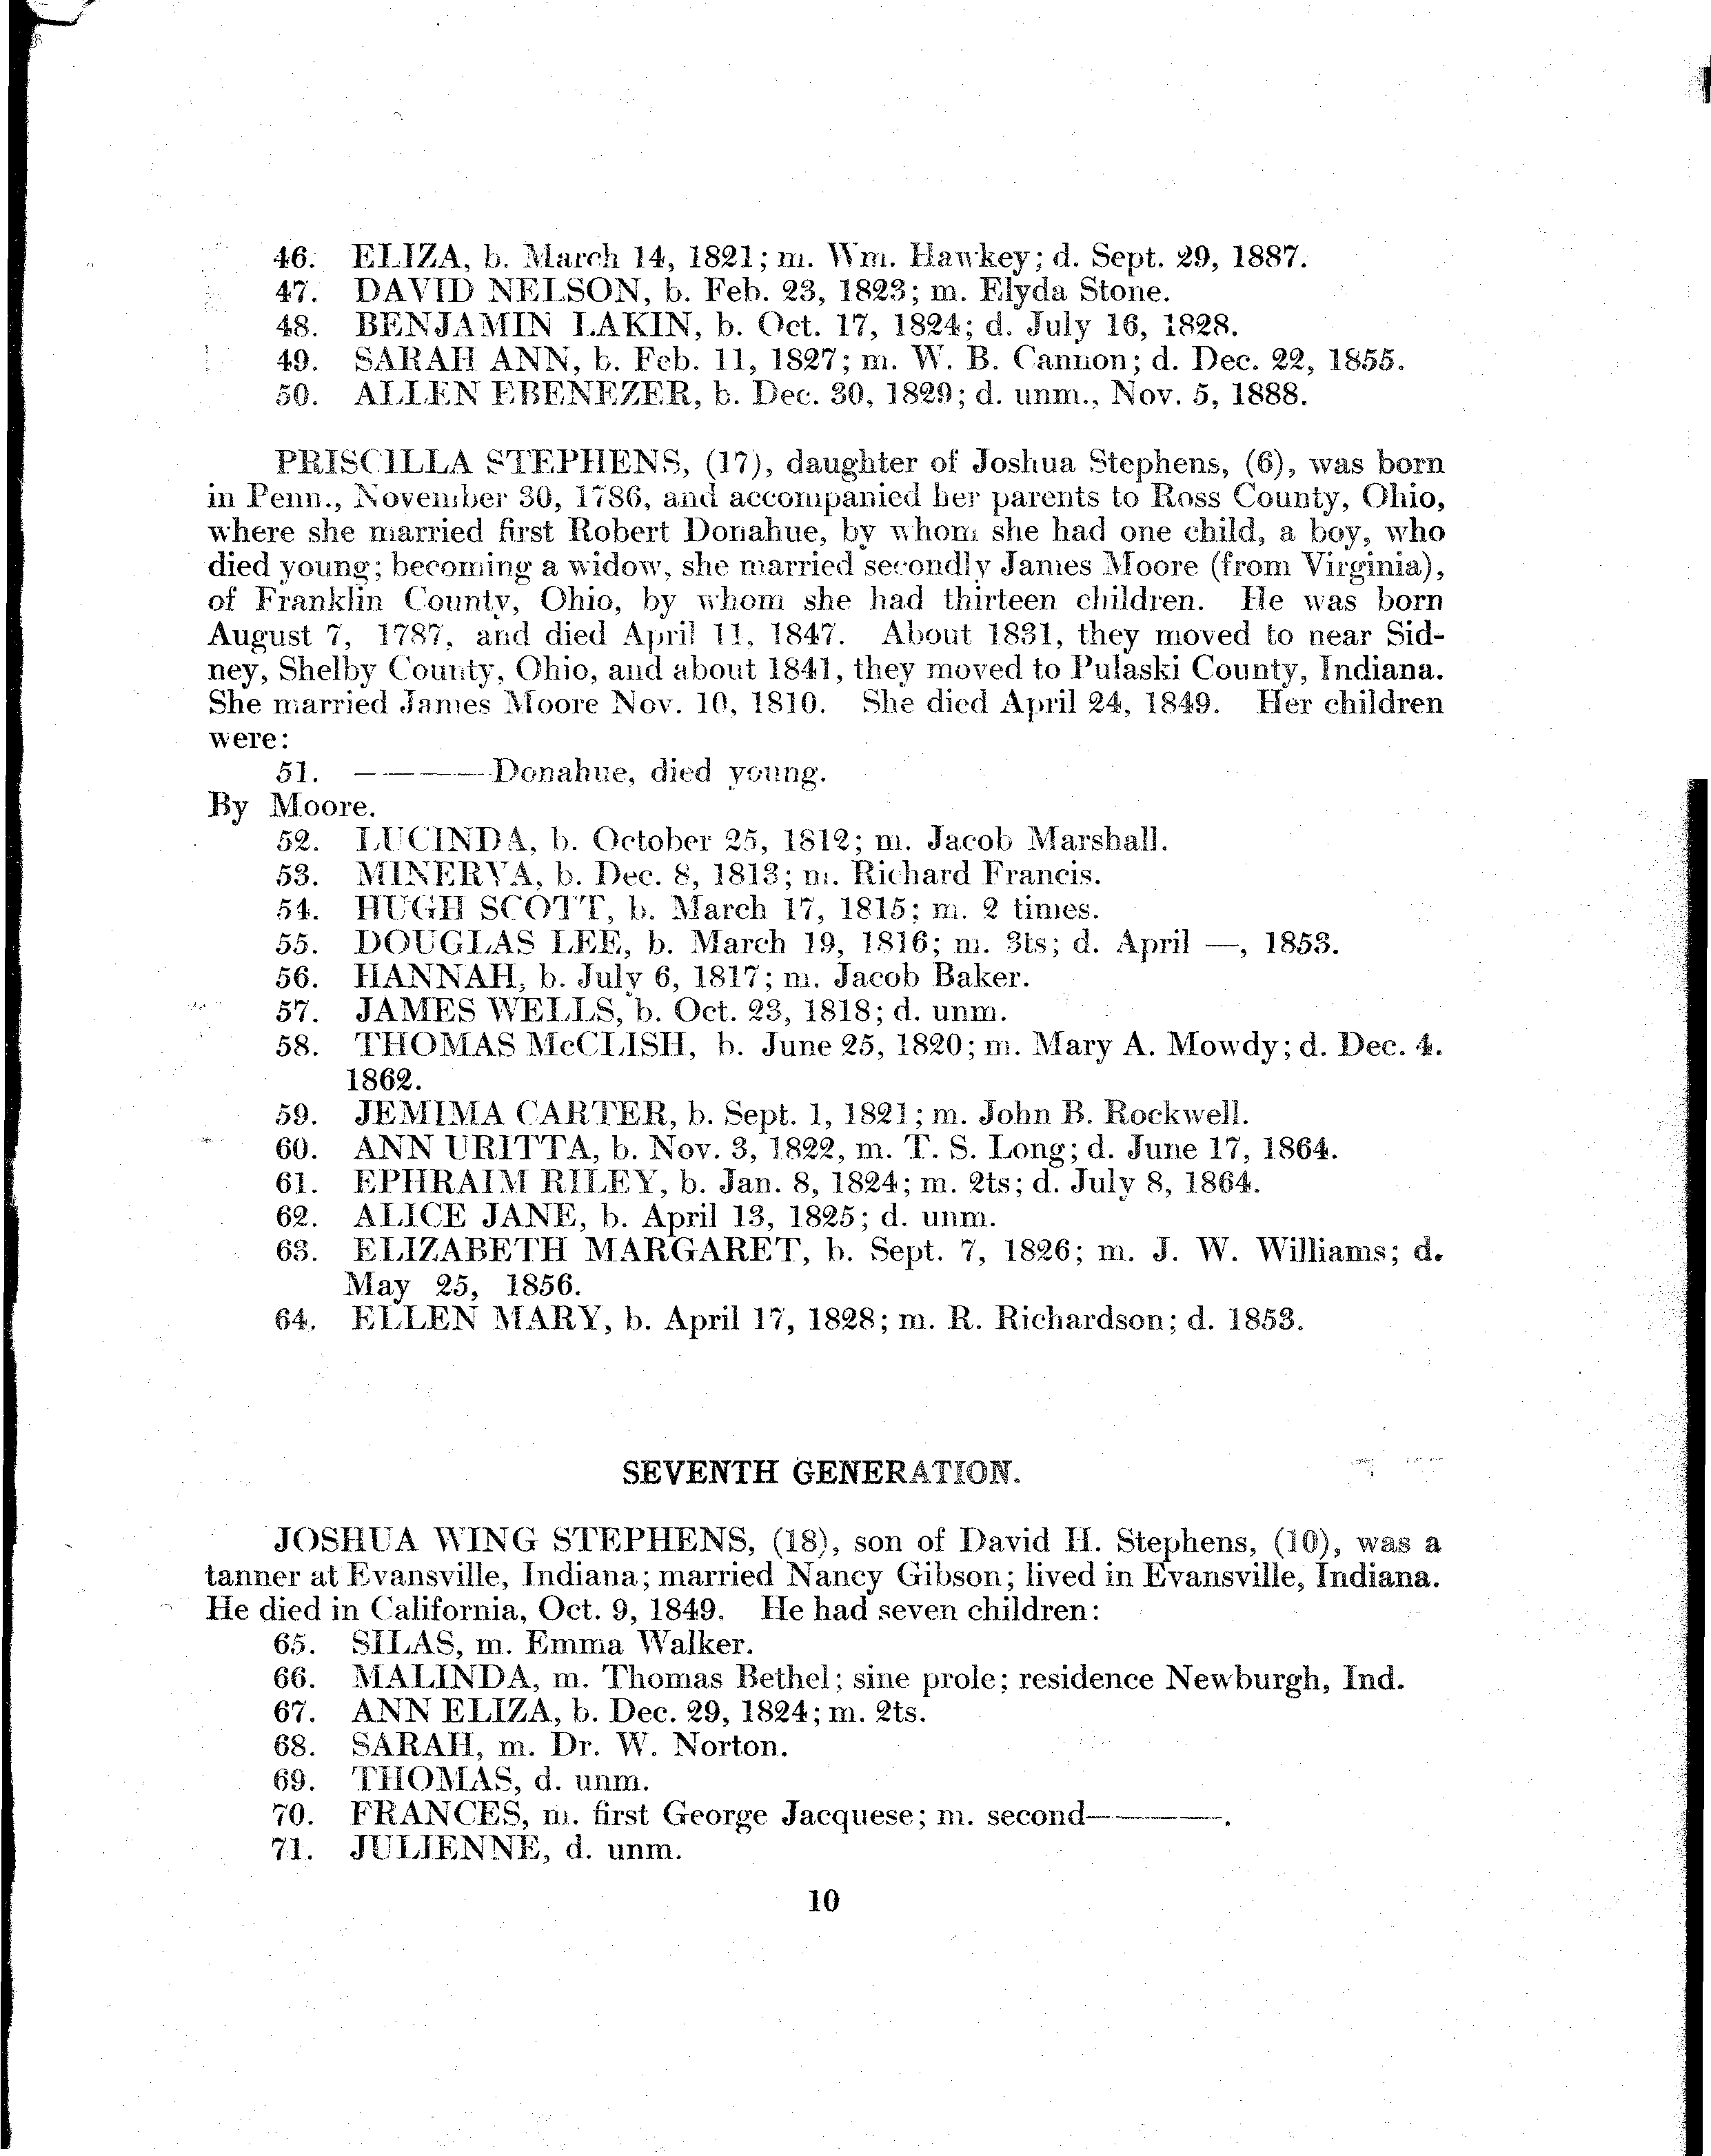 46. ELIZA, b. March 14, 1821; m. Wm. Hawkey; d. Sept. 29, 1887.
47. DAVID NELSON, b. Feb. 23, 1823; m. Elyda Stone.
48. BENJAMIN LAKIN, b. Oct. 17, 1824; d. July 16, 1828.
49. SARAH ANN, b. Feb. 11, 1827; m. W. B. Cannon; d. Dec. 22, 1855.
50. ALLEN EBENEZER, b. Dec. 30, 1829; d. unm., Nov. 5, 1888.
PRISCILLA STEPHENS, (17), daughter of Joshua Stephens, (6), was born
in Penn., November 30, 1786, and accompanied her parents to Ross County, Ohio,
where she married first Robert Donahue, by whom she had one child, a boy, who
died young; becoming a widow, she married secondly James Moore (from Virginia),
of Franklin County, Ohio, by whom she had thirteen children. He was born
August 7, 1787, and died April 11, 1847. About 1831, they moved to near Sid-
ney, Shelby County, Ohio, and about 1841, they moved to Pulaski County, Indiana.
She married James Moore Nov. 10, 1810. She died April 24, 1849. Her children
were:
51. ————Donahue, died young.
By Moore.
52. LUCINDA, b. October 25, 1812; m. Jacob Marshall.
53. MINERVA, b. Dec. 8, 1813; m. Richard Francis.
54. HUGH SCOTT, b. March 17, 1815; m. 2 times.
55. DOUGLAS LEE, b. March 19, 1816; m. 3ts; d. April —, 1853.
56. HANNAH, b. July 6, 1817; m. Jacob Baker.
57. JAMES WELLS, b. Oct. 23, 1818; d. unm.
58. THOMAS McCLISH, b. June 25, 1820; m. Mary A. Mowdy; d. Dec. 4.
1862.
59. JEMIMA CARTER, b. Sept. 1, 1821; m. John B. Rockwell.
60. ANN URITTA, b. Nov. 3, 1822, m. T. S. Long; d. June 17, 1864.
61. EPHRAIM RILEY, b. Jan. 8, 1824; m. 2ts; d. July 8, 1864.
62. ALICE JANE, b. April 13, 1825; d. unm.
63. ELIZABETH MARGARET, b. Sept. 7, 1826; m. J. W. Williams; d.
May 25, 1856.
64. ELLEN MARY, b. April 17, 1828; m. R. Richardson; d. 1853.
SEVENTH GENERATION.
JOSHUA WING STEPHENS, (18), son of David H. Stephens, (10), was a
tanner at Evansville, Indiana; married Nancy Gibson; lived in Evansville, Indiana.
He died in California, Oct. 9, 1849. He had seven children:
65. SILAS, m. Emma Walker.
66. MALINDA, m. Thomas Bethel; sine prole; residence Newburgh, Ind.
67. ANN ELIZA, b. Dec. 29, 1824; m. 2ts.
68. SARAH, m. Dr. W. Norton.
69. THOMAS, d. unm.
70. FRANCES, m. first George Jacquese; m. second————.
71. JULIENNE, d. unm.
10